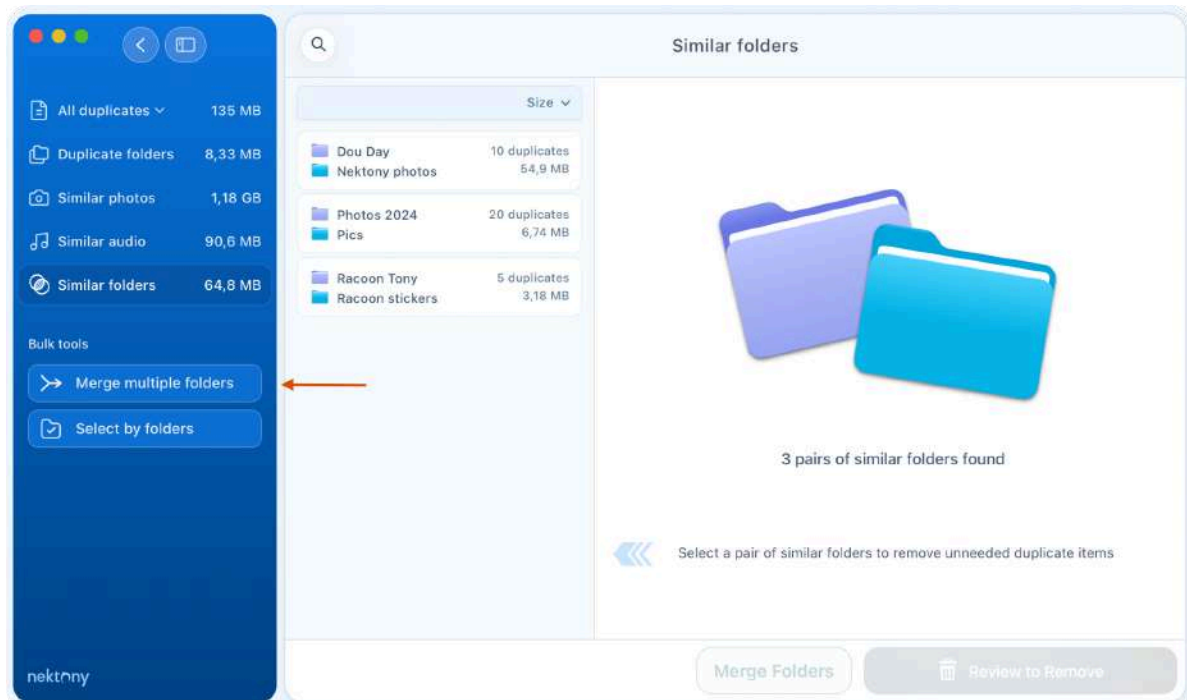 Similar folders
All duplicates 135 MB
Duplicate folders 8,33 MB
Similar photos 1,18 GB
Similar audio 90,6 MB
Similar folders 64,8 MB
Bulk tools
Merge multiple folders
Select by folders
nektony
Size
Dou Day 10 duplicates
Nektony photos 54,9 MB
Photos 2024 20 duplicates
Pics 6,74 MB
Racoon Tony 5 duplicates
Racoon stickers 3,18 MB
3 pairs of similar folders found
Select a pair of similar folders to remove unneeded duplicate items
Merge Folders
Review to Remove